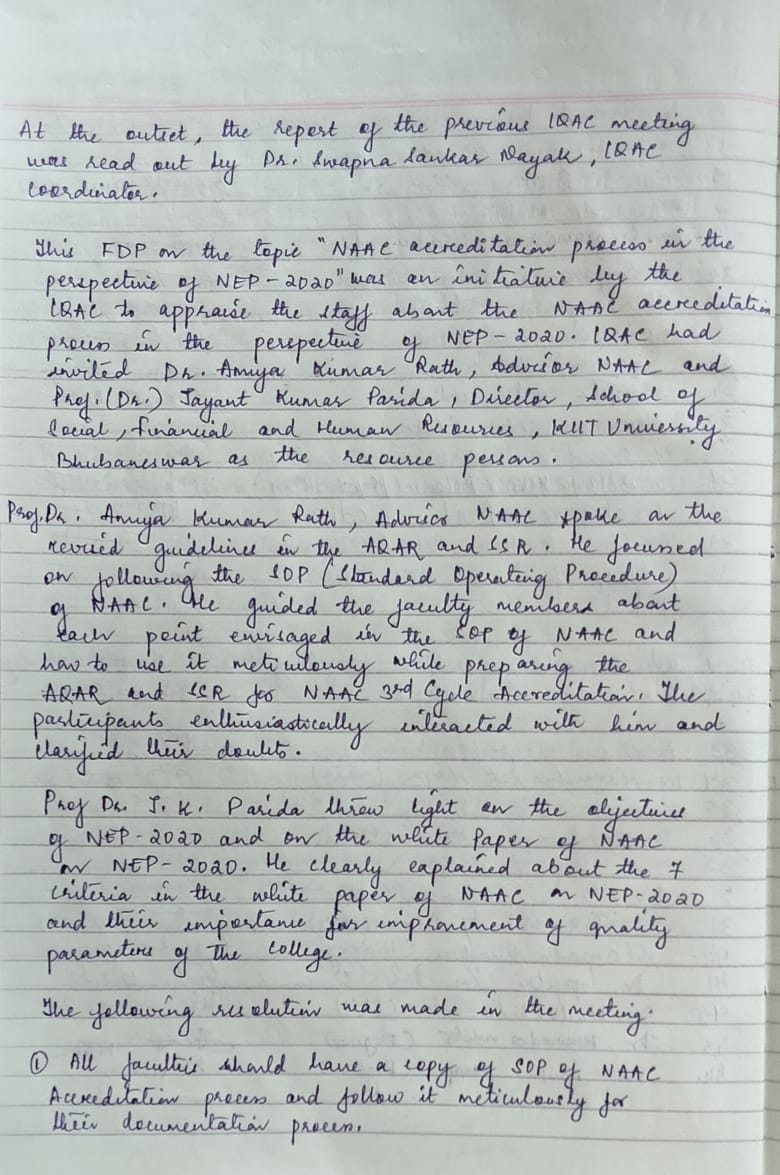 At the outset, the report of the previous IQAC meeting
was read out by Dr. Swapna Sankar Nayak, IQAC
Coordinator.
This FDP on the topic "NAAC accreditation process in the
perspective of NEP-2020" was an initiative by the
IQAC to appraise the staff about the NAAC accreditation
process in the perspective of NEP-2020. IQAC had
invited Dr. Amiya Kumar Rath, Advisor NAAC and
Prof. (Dr.) Jayant Kumar Parida, Director, School of
Social, financial and Human Resources, KIIT University
Bhubaneswar as the resource persons.
Prof. Dr. Amiya Kumar Rath, Advisor NAAC spoke on the
revised guidelines in the AQAR and SSR. He focussed
on following the SOP (Standard Operating Procedure)
of NAAC. He guided the faculty members about
each point envisaged in the SOP of NAAC and
how to use it meticulously while preparing the
AQAR and SSR for NAAC 3rd Cycle Accreditation. The
participants enthusiastically interacted with him and
clarified their doubts.
Prof Dr. J. K. Parida threw light on the objectives
of NEP-2020 and on the white Paper of NAAC
on NEP-2020. He clearly explained about the 7
criteria in the white paper of NAAC on NEP-2020
and their importance for improvement of quality
parameters of The College.
The following resolution was made in the meeting.
① All faculties should have a copy of SOP of NAAC
Accreditation process and follow it meticulously for
their documentation process.